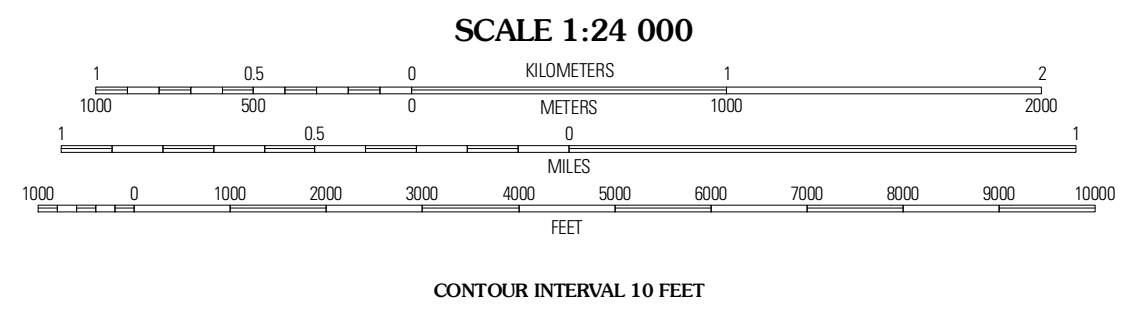 SCALE 1:24 000
1 0.5 0 KILOMETERS 1 2
1000 500 0 METERS 1000 2000
1 0.5 0 1
MILES
1000 0 1000 2000 3000 4000 5000 6000 7000 8000 9000 10000
FEET
CONTOUR INTERVAL 10 FEET